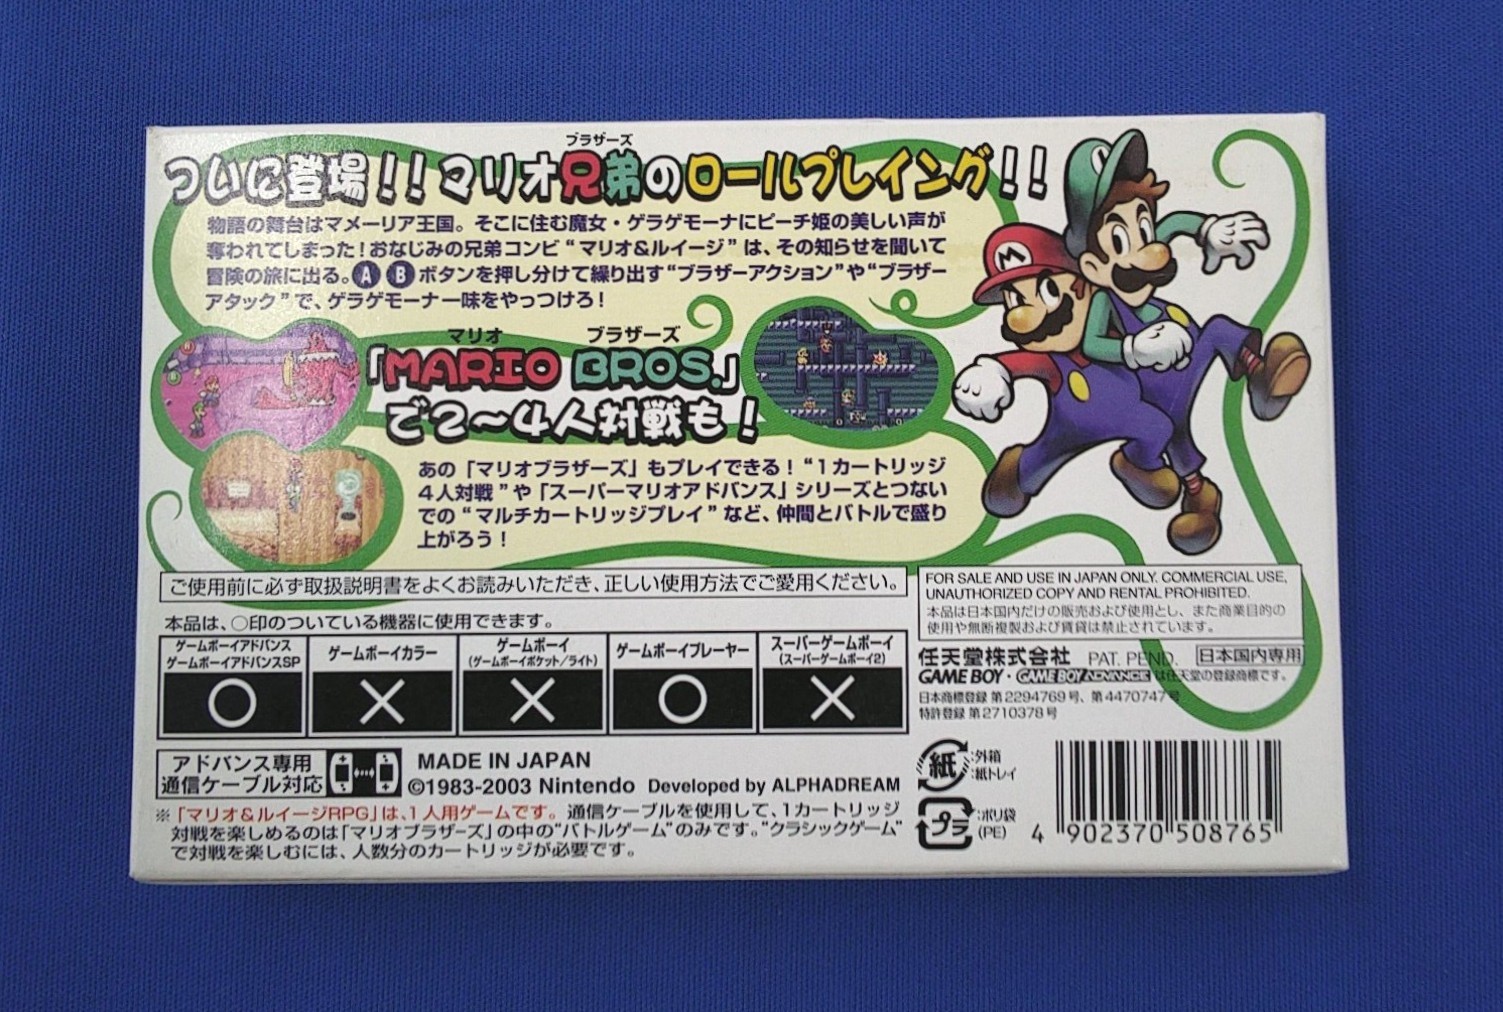 ブラザーズ
ついに登場!! マリオ兄弟のロールプレイング!!
物語の舞台はマメーリア王国。そこに住む魔女・ゲラゲモーナにピーチ姫の美しい声が
奪われてしまった!おなじみの兄弟コンビ“マリオ&ルイージ”は、その知らせを聞いて
冒険の旅に出る。A B ボタンを押し分けて繰り出す“ブラザーアクション”や“ブラザー
アタック”で、ゲラゲモーナ一味をやっつけろ!
マリオ ブラザーズ
「MARIO BROS.」
で2〜4人対戦も!
あの「マリオブラザーズ」もプレイできる!“1カートリッジ
4人対戦”や「スーパーマリオアドバンス」シリーズとつない
での“マルチカートリッジプレイ”など、仲間とバトルで盛り
上がろう!
ご使用前に必ず取扱説明書をよくお読みいただき、正しい使用方法でご愛用ください。
本品は、○印のついている機器に使用できます。
ゲームボーイアドバンス
ゲームボーイアドバンスSP
○
ゲームボーイカラー
×
ゲームボーイ
(ゲームボーイポケット/ライト)
×
ゲームボーイプレーヤー
○
スーパーゲームボーイ
(スーパーゲームボーイ2)
×
アドバンス専用
通信ケーブル対応
MADE IN JAPAN
©1983-2003 Nintendo Developed by ALPHADREAM
※「マリオ&ルイージRPG」は、1人用ゲームです。通信ケーブルを使用して、1カートリッジ
対戦を楽しめるのは「マリオブラザーズ」の中の“バトルゲーム”のみです。“クラシックゲーム”
で対戦を楽しむには、人数分のカートリッジが必要です。
FOR SALE AND USE IN JAPAN ONLY. COMMERCIAL USE,
UNAUTHORIZED COPY AND RENTAL PROHIBITED.
本品は日本国内だけの販売および使用とし、また商業目的の
使用や無断複製および賃貸は禁止されています。
任天堂株式会社 PAT. PEND. 日本国内専用
GAME BOY・GAME BOY ADVANCE は任天堂の登録商標です。
日本商標登録 第2294769号、第4470747号
特許登録 第2710378号
紙 :外箱
:紙トレイ
プラ :ポリ袋
(PE)
4 902370 508765